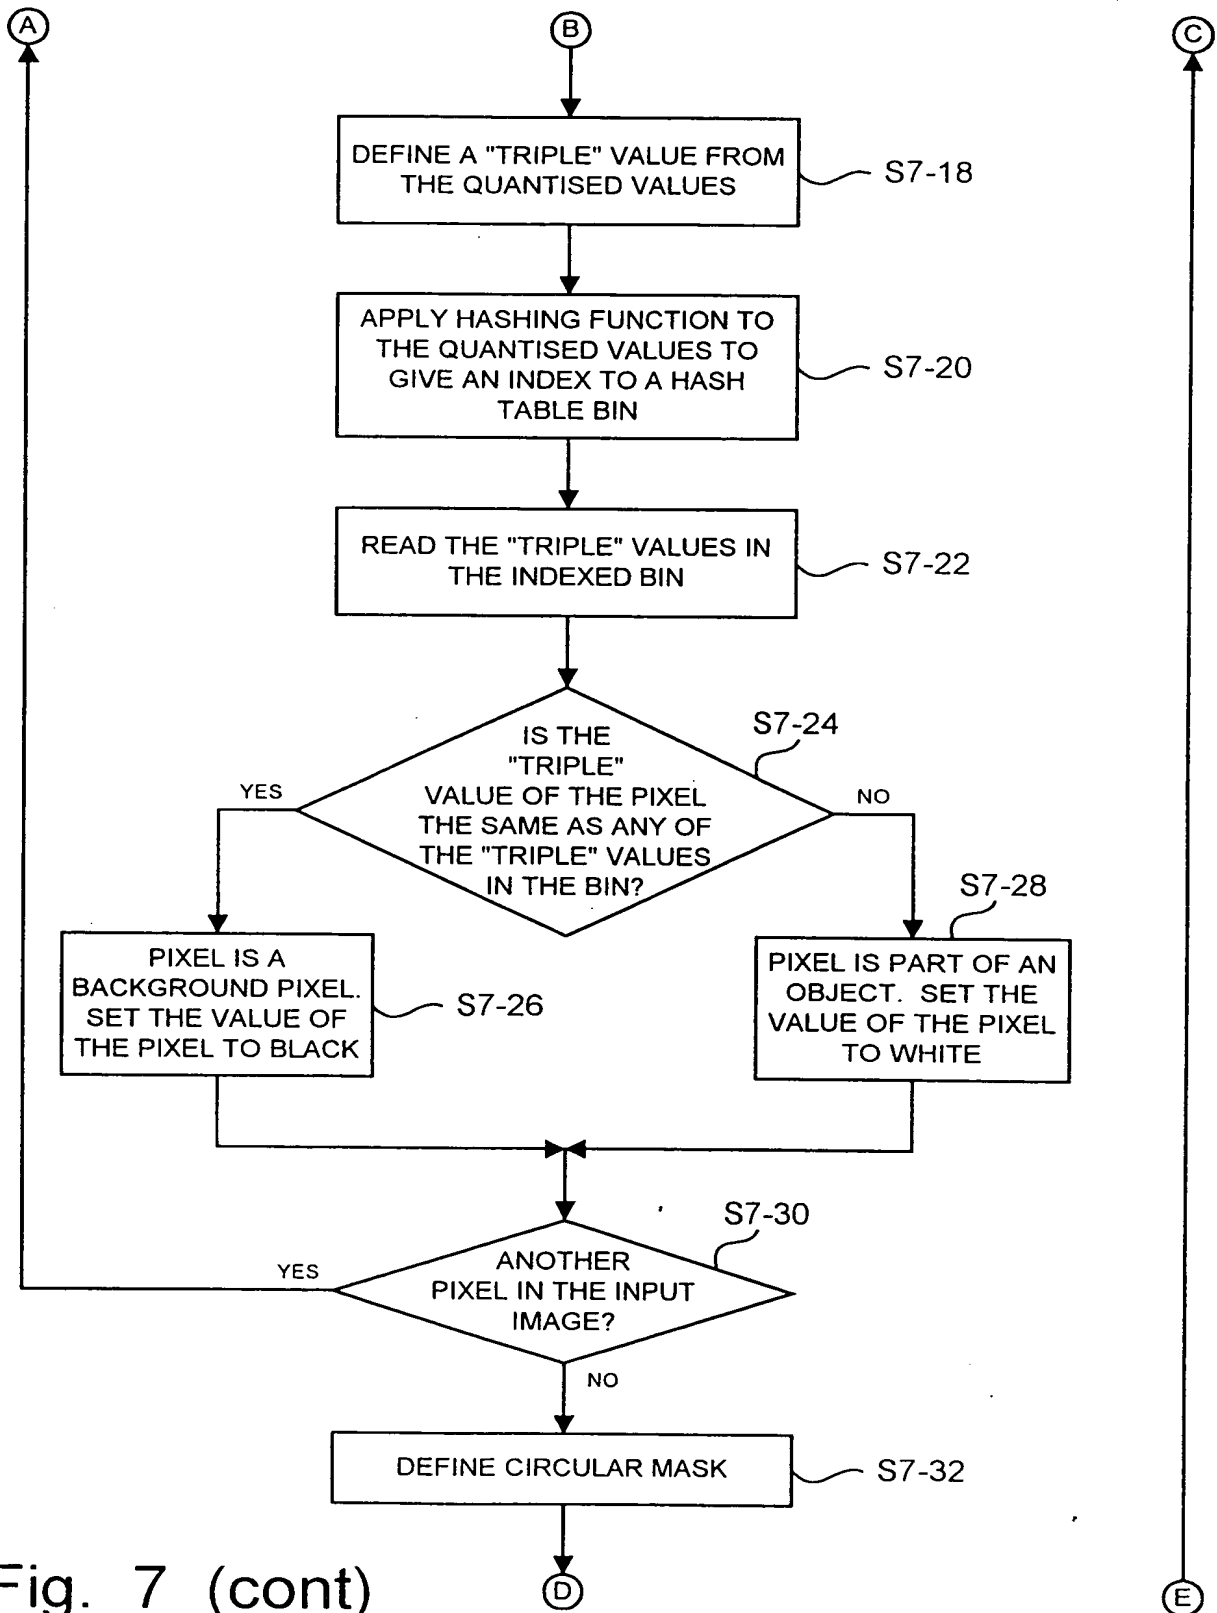 A
B
C
DEFINE A "TRIPLE" VALUE FROM
THE QUANTISED VALUES
S7-18
APPLY HASHING FUNCTION TO
THE QUANTISED VALUES TO
GIVE AN INDEX TO A HASH
TABLE BIN
S7-20
READ THE "TRIPLE" VALUES IN
THE INDEXED BIN
S7-22
IS THE
"TRIPLE"
VALUE OF THE PIXEL
THE SAME AS ANY OF
THE "TRIPLE" VALUES
IN THE BIN?
S7-24
YES
NO
PIXEL IS A
BACKGROUND PIXEL.
SET THE VALUE OF
THE PIXEL TO BLACK
S7-26
S7-28
PIXEL IS PART OF AN
OBJECT. SET THE
VALUE OF THE PIXEL
TO WHITE
S7-30
ANOTHER
PIXEL IN THE INPUT
IMAGE?
YES
NO
DEFINE CIRCULAR MASK
S7-32
D
E
Fig. 7 (cont)